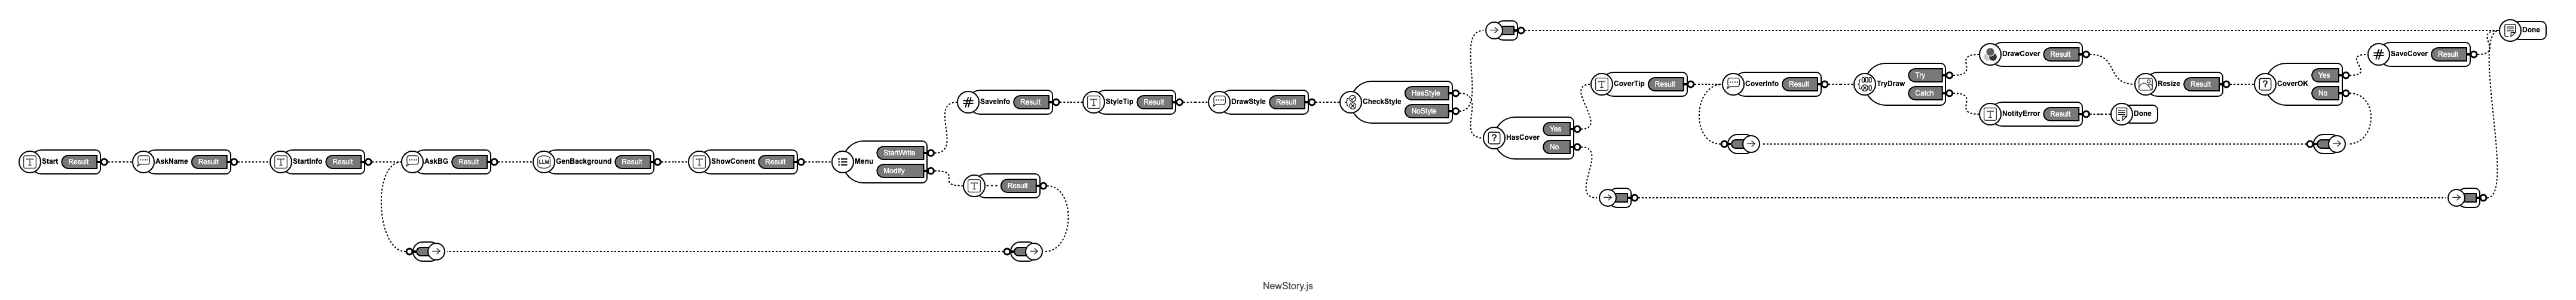 Start Result
AskName Result
StartInfo Result
AskBG Result
LLM GenBackground Result
ShowConent Result
Menu StartWrite
Modify
# SaveInfo Result
Result
StyleTip Result
DrawStyle Result
CheckStyle HasStyle
NoStyle
HasCover Yes
No
CoverTip Result
CoverInfo Result
TryDraw Try
Catch
DrawCover Result
NotityError Result
Done
Resize Result
CoverOK Yes
No
# SaveCover Result
Done
NewStory.js